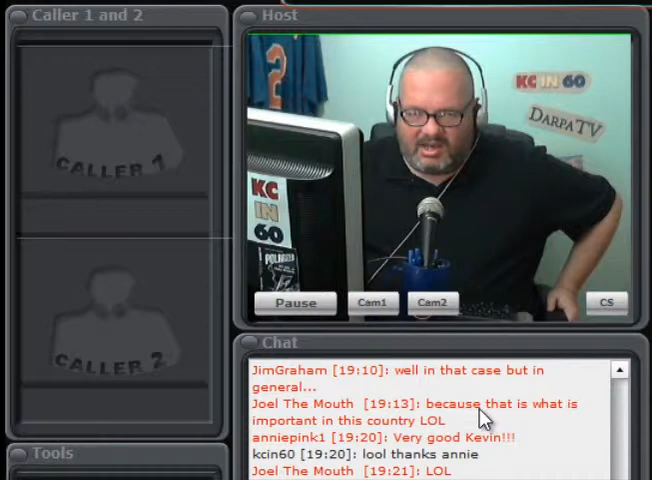 Caller 1 and 2
CALLER 1
CALLER 2
Tools
Host
2
KC IN 60
DARPATV
KC
IN
60
Pause
Cam1
Cam2
CS
Chat
JimGraham [19:10]: well in that case but in
general...
Joel The Mouth [19:13]: because that is what is
important in this country LOL
anniepink1 [19:20]: Very good Kevin!!!
kcin60 [19:20]: lool thanks annie
Joel The Mouth [19:21]: LOL